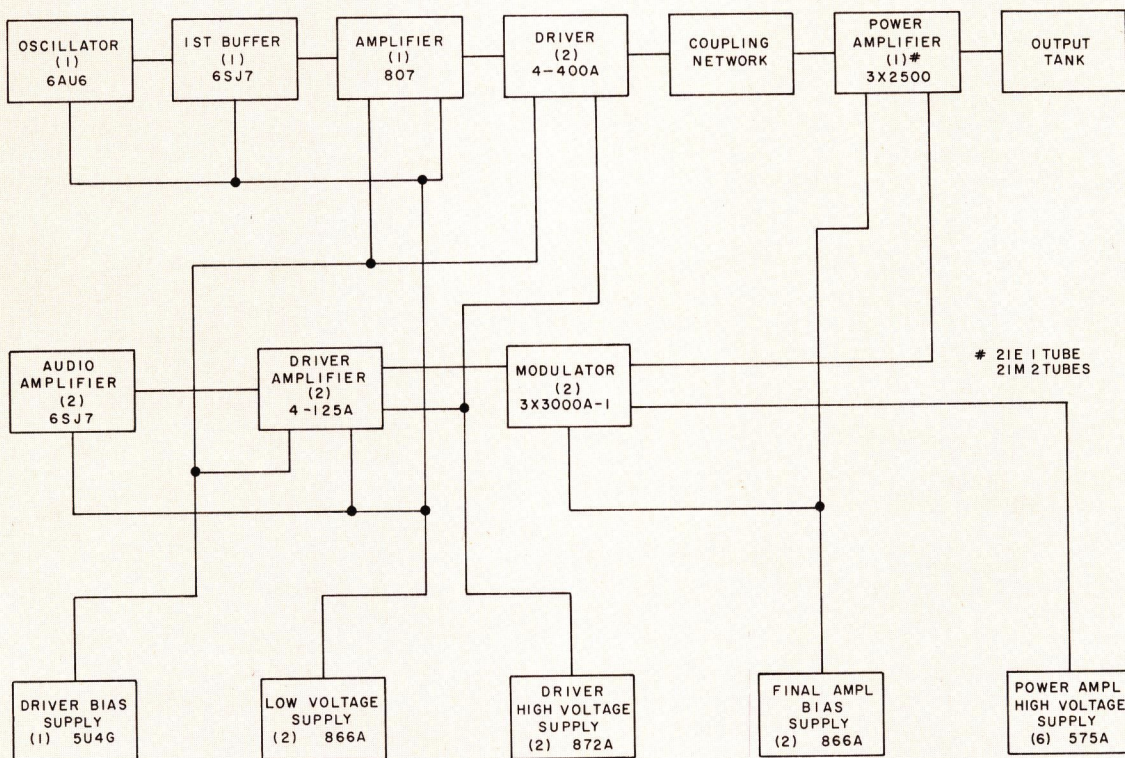 OSCILLATOR
(1)
6AU6
1ST BUFFER
(1)
6SJ7
AMPLIFIER
(1)
807
DRIVER
(2)
4-400A
COUPLING
NETWORK
POWER
AMPLIFIER
(1)#
3X2500
OUTPUT
TANK
AUDIO
AMPLIFIER
(2)
6SJ7
DRIVER
AMPLIFIER
(2)
4-125A
MODULATOR
(2)
3X3000A-1
# 21E 1 TUBE
21M 2 TUBES
DRIVER BIAS
SUPPLY
(1) 5U4G
LOW VOLTAGE
SUPPLY
(2) 866A
DRIVER
HIGH VOLTAGE
SUPPLY
(2) 872A
FINAL AMPL
BIAS
SUPPLY
(2) 866A
POWER AMPL
HIGH VOLTAGE
SUPPLY
(6) 575A